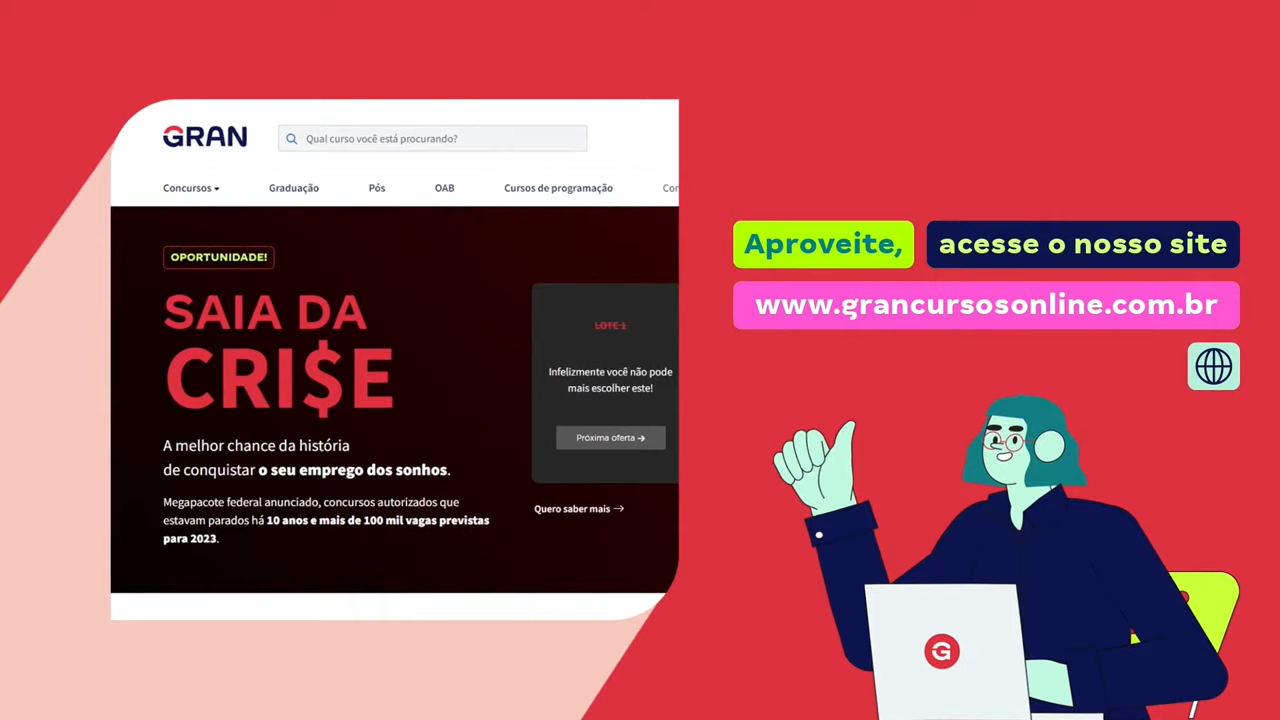 GRAN
Qual curso você está procurando?
Concursos
Graduação
Pós
OAB
Cursos de programação
Con
OPORTUNIDADE!
SAIA DA
CRI$E
A melhor chance da história
de conquistar o seu emprego dos sonhos.
Megapacote federal anunciado, concursos autorizados que
estavam parados há 10 anos e mais de 100 mil vagas previstas
para 2023.
LOTE 1
Infelizmente você não pode
mais escolher este!
Próxima oferta →
Quero saber mais →
Aproveite, acesse o nosso site
www.grancursosonline.com.br
G